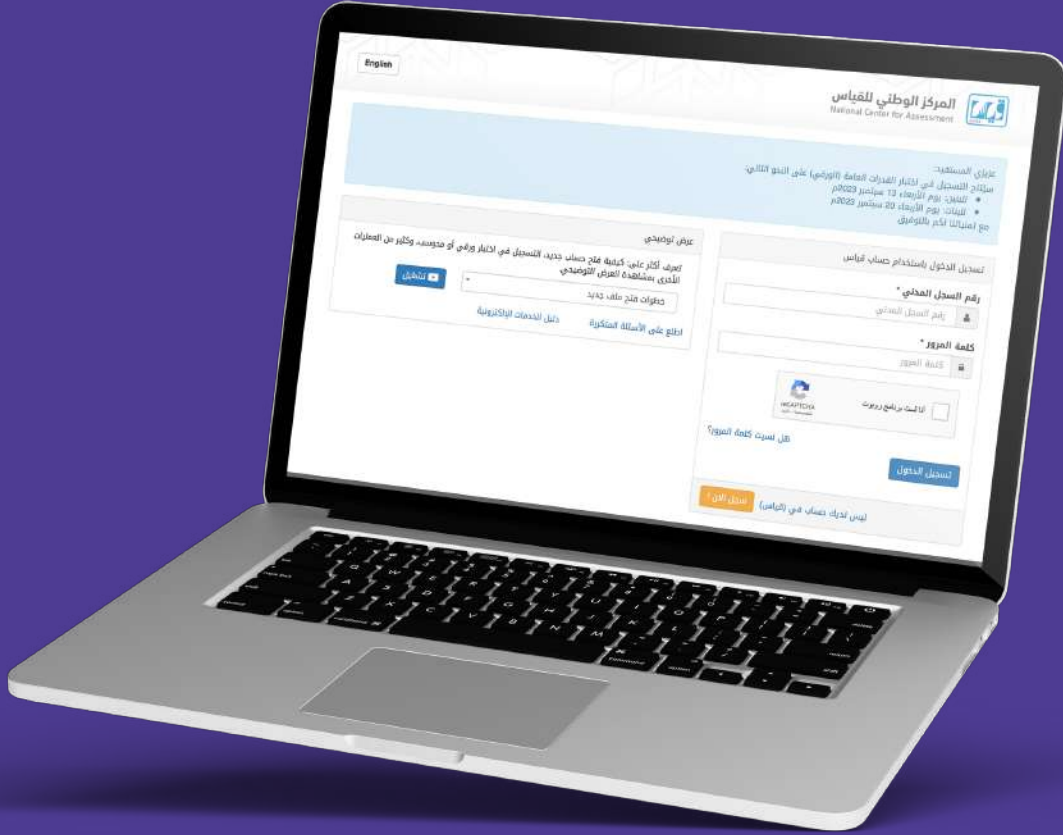 English
قياس
المركز الوطني للقياس
National Center for Assessment
عزيزي المستفيد:
سيُتاح التسجيل في اختبار القدرات العامة (الورقي) على النحو التالي:
للبنين: يوم الأربعاء 13 سبتمبر 2023م
للبنات: يوم الأربعاء 20 سبتمبر 2023م
مع أمنياتنا لكم بالتوفيق
تسجيل الدخول باستخدام حساب قياس
رقم السجل المدني *
رقم السجل المدني
كلمة المرور *
كلمة المرور
أنا لست برنامج روبوت
reCAPTCHA
هل نسيت كلمة المرور؟
تسجيل الدخول
ليس لديك حساب في (قياس) سجل الآن !
عرض توضيحي
تعرف أكثر على: كيفية فتح حساب جديد، التسجيل في اختبار ورقي أو محوسب، وكثير من العمليات
الأخرى بمشاهدة العرض التوضيحي.
خطوات فتح ملف جديد
تشغيل
اطلع على الأسئلة المتكررة دليل الخدمات الإلكترونية